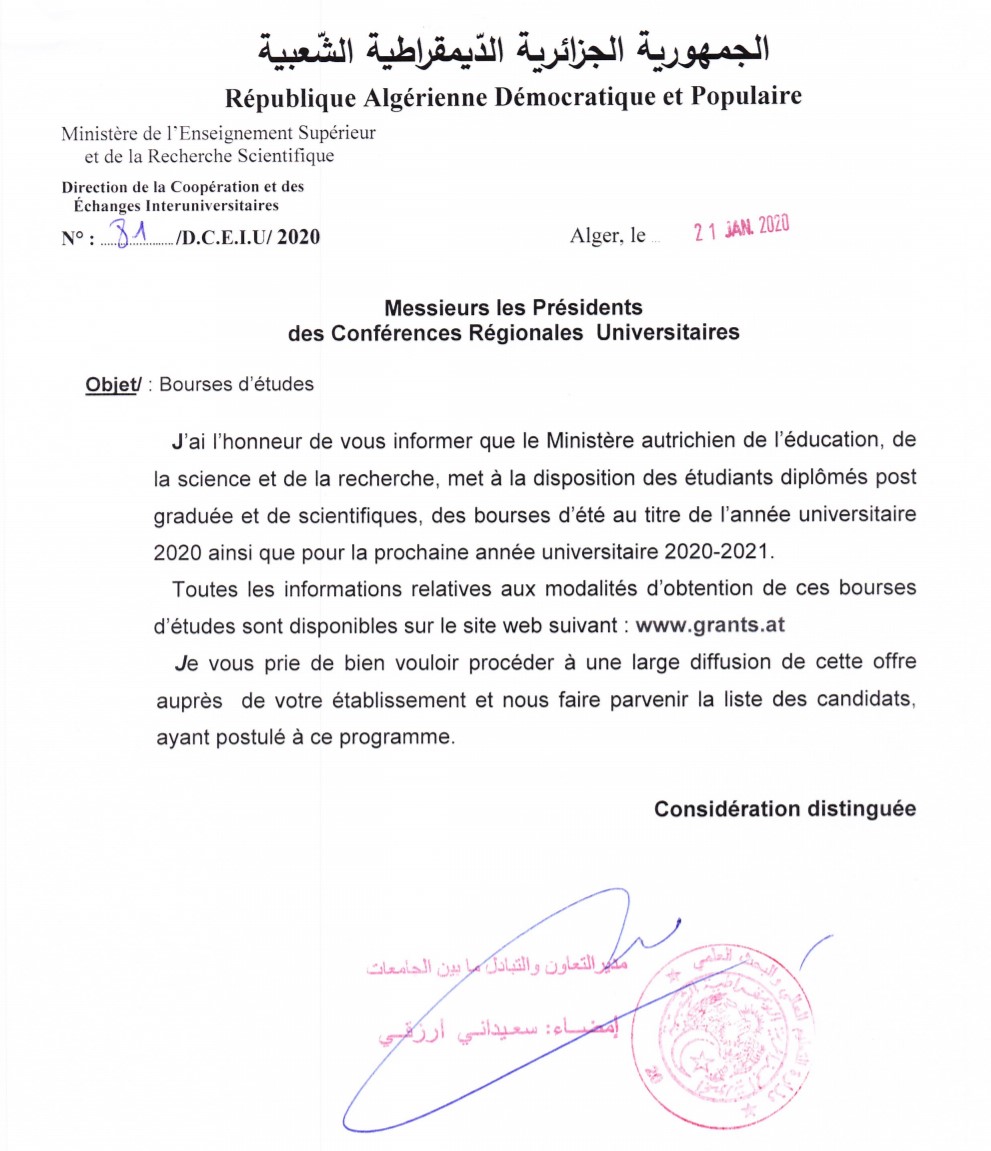 الجمهورية الجزائرية الدّيمقراطية الشّعبية
République Algérienne Démocratique et Populaire
Ministère de l'Enseignement Supérieur
et de la Recherche Scientifique
Direction de la Coopération et des
Échanges Interuniversitaires
N° : 81 /D.C.E.I.U/ 2020
Alger, le 21 JAN. 2020
Messieurs les Présidents
des Conférences Régionales Universitaires
Objet/ : Bourses d'études
J'ai l'honneur de vous informer que le Ministère autrichien de l'éducation, de
la science et de la recherche, met à la disposition des étudiants diplômés post
graduée et de scientifiques, des bourses d'été au titre de l'année universitaire
2020 ainsi que pour la prochaine année universitaire 2020-2021.
Toutes les informations relatives aux modalités d'obtention de ces bourses
d'études sont disponibles sur le site web suivant : www.grants.at
Je vous prie de bien vouloir procéder à une large diffusion de cette offre
auprès de votre établissement et nous faire parvenir la liste des candidats,
ayant postulé à ce programme.
Considération distinguée
مدير التعاون والتبادل ما بين الجامعات
إمضاء: سعيداني أرزقي